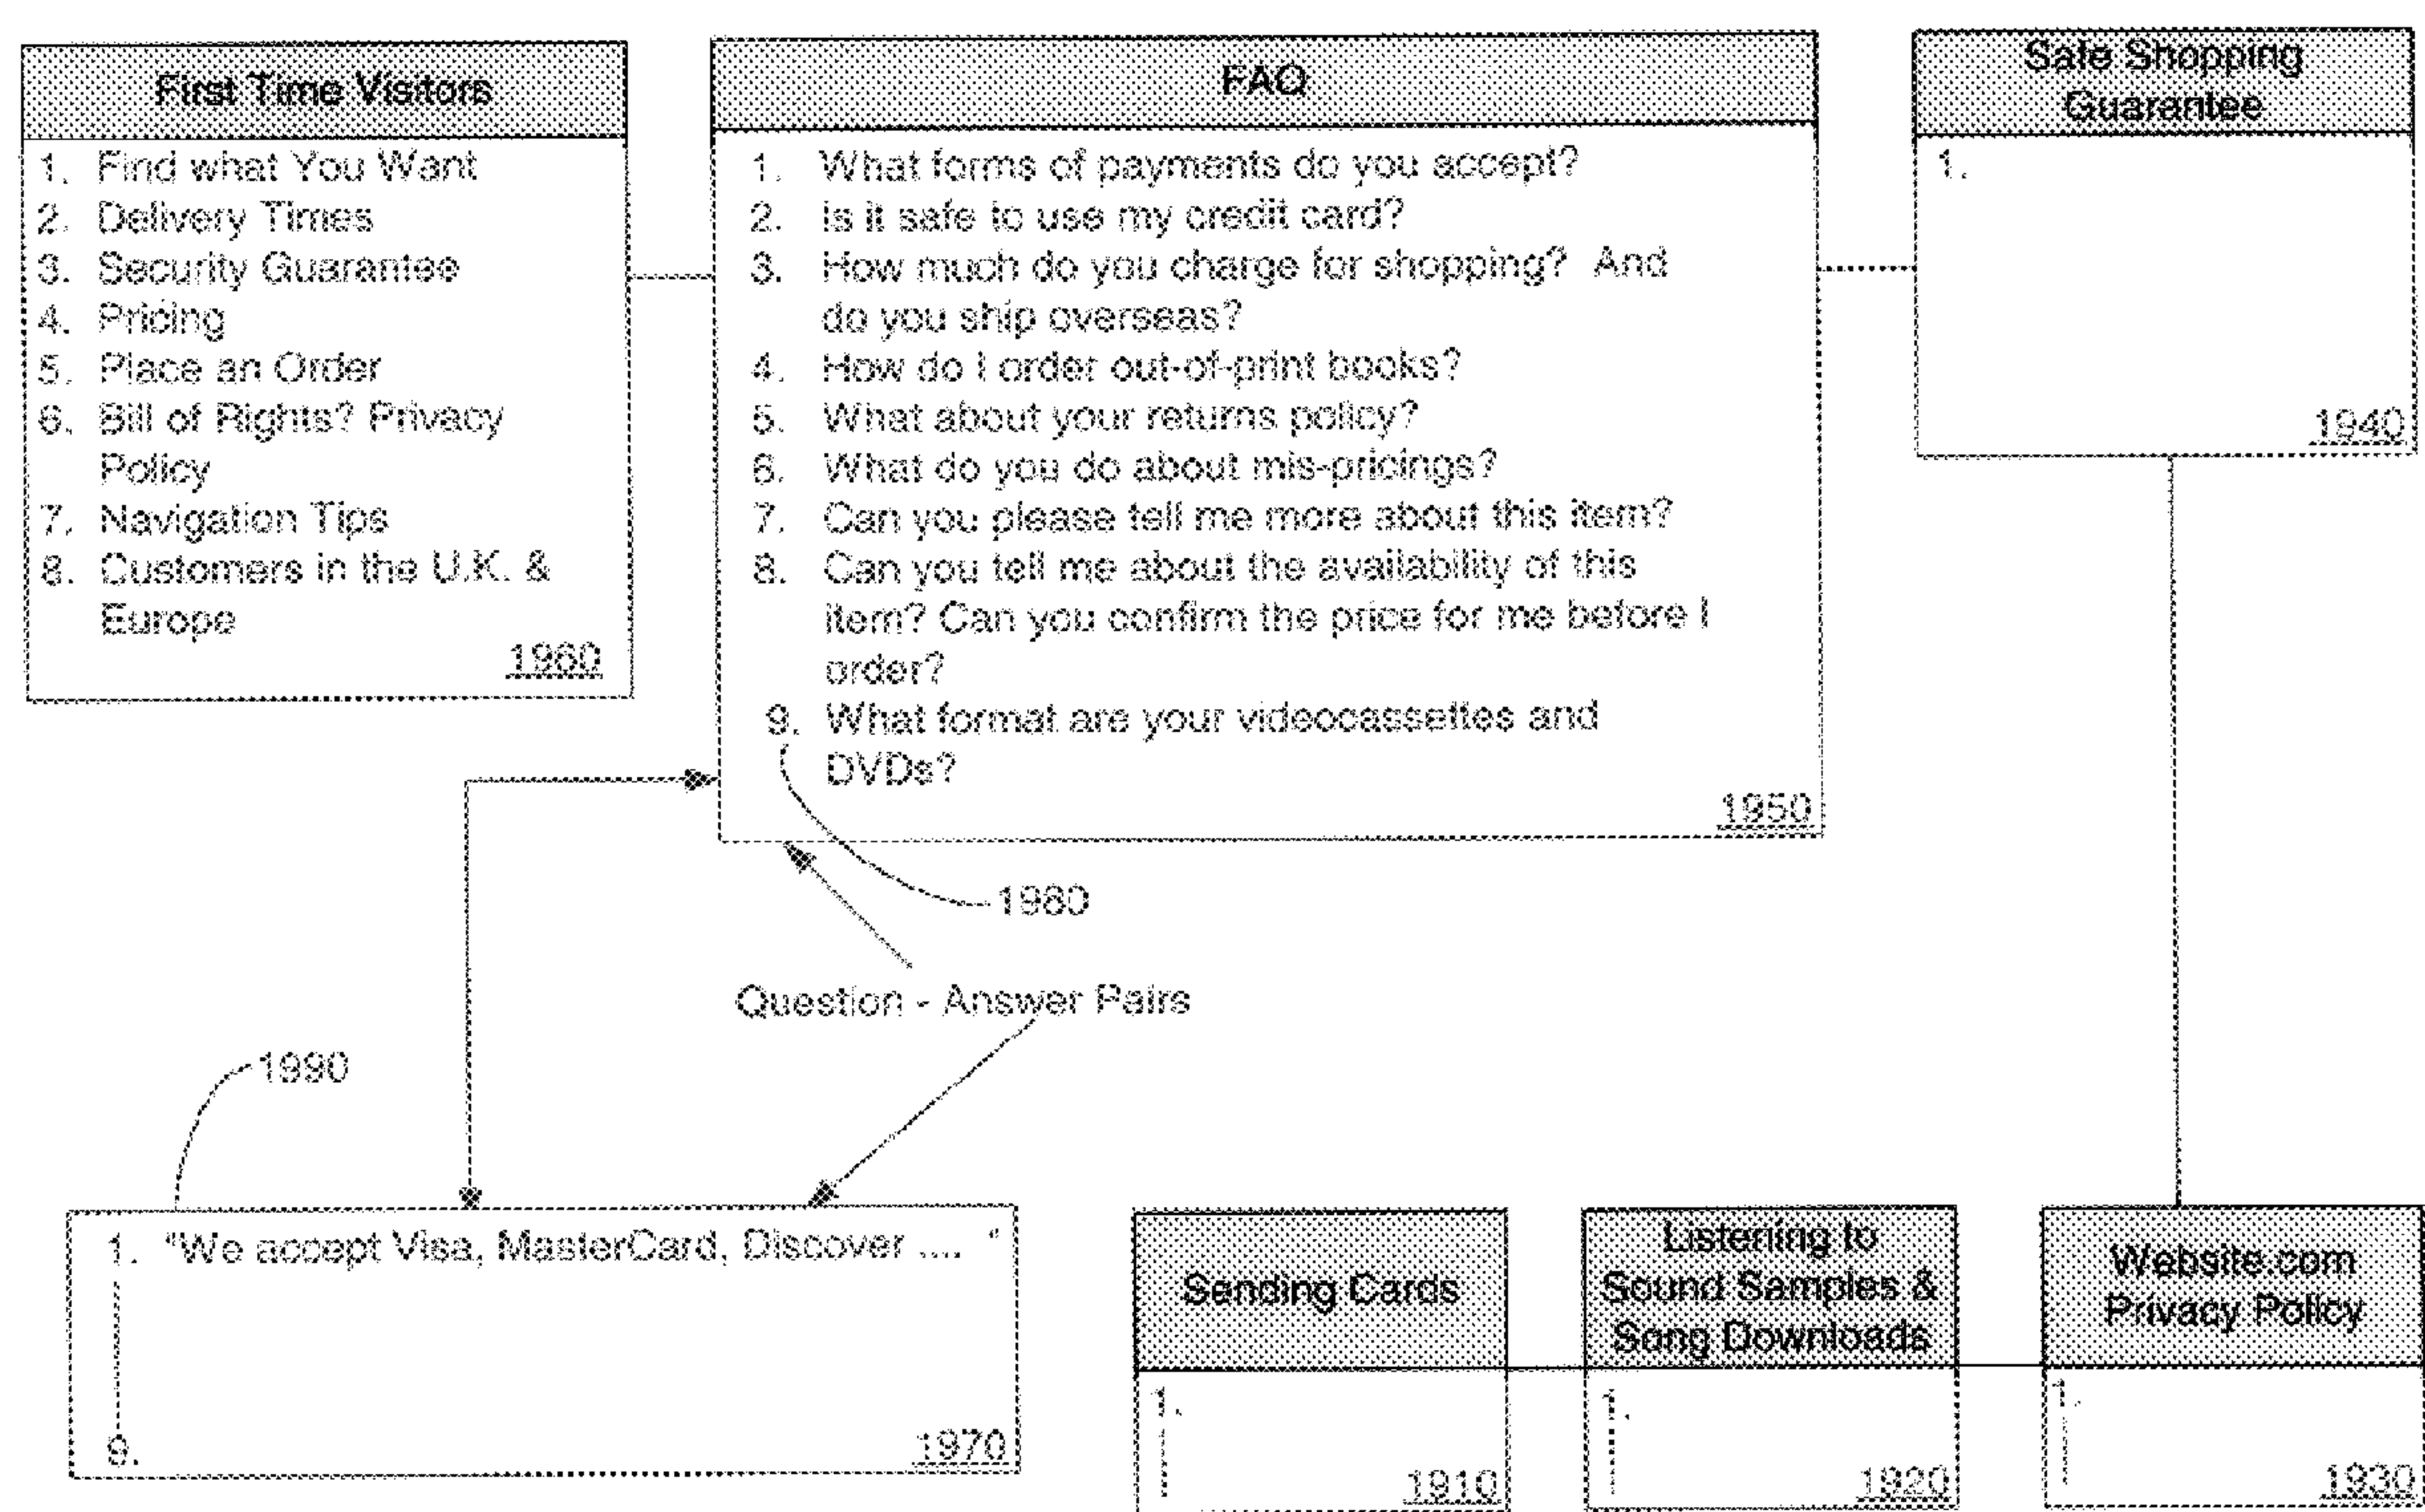 First Time Visitors
1. Find what You Want
2. Delivery Times
3. Security Guarantee
4. Pricing
5. Place an Order
6. Bill of Rights? Privacy
Policy
7. Navigation Tips
8. Customers in the U.K. &
Europe
1960
FAQ
1. What forms of payments do you accept?
2. Is it safe to use my credit card?
3. How much do you charge for shopping? And
do you ship overseas?
4. How do I order out-of-print books?
5. What about your returns policy?
6. What do you do about mis-pricings?
7. Can you please tell me more about this item?
8. Can you tell me about the availability of this
item? Can you confirm the price for me before I
order?
9. What format are your videocassettes and
DVDs?
1950
Safe Shopping
Guarantee
1.
1940
1980
Question - Answer Pairs
1990
1. "We accept Visa, MasterCard, Discover .... "
9.
1970
Sending Cards
1.
1910
Listening to
Sound Samples &
Song Downloads
1.
1920
Website.com
Privacy Policy
1.
1930